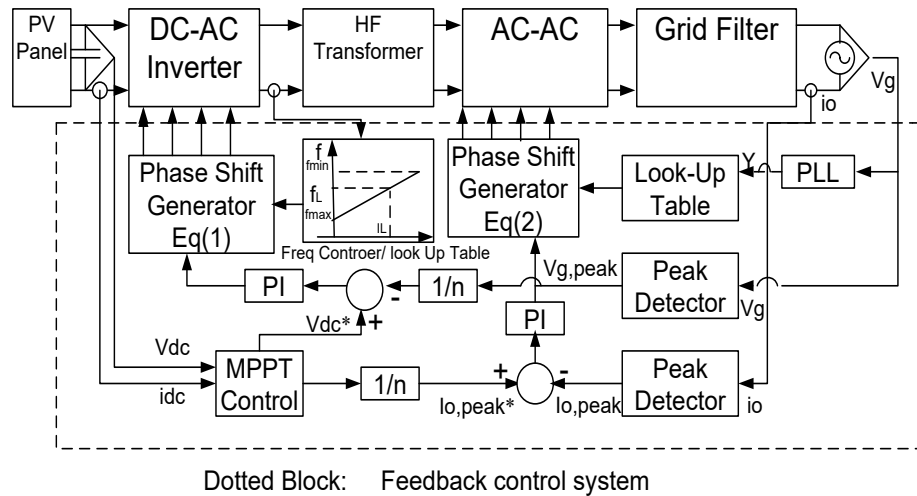 PV
Panel
DC-AC
Inverter
HF
Transformer
AC-AC
Grid Filter
Vg
io
f
fmin
fL
fmax
IL
Freq Controer/ look Up Table
Phase Shift
Generator
Eq(1)
Phase Shift
Generator
Eq(2)
Look-Up
Table
Y
PLL
PI
-
+
1/n
Vg,peak
Peak
Detector
Vg
Vdc*
PI
Vdc
idc
MPPT
Control
1/n
+
-
Io,peak*
Io,peak
Peak
Detector
io
Dotted Block: Feedback control system